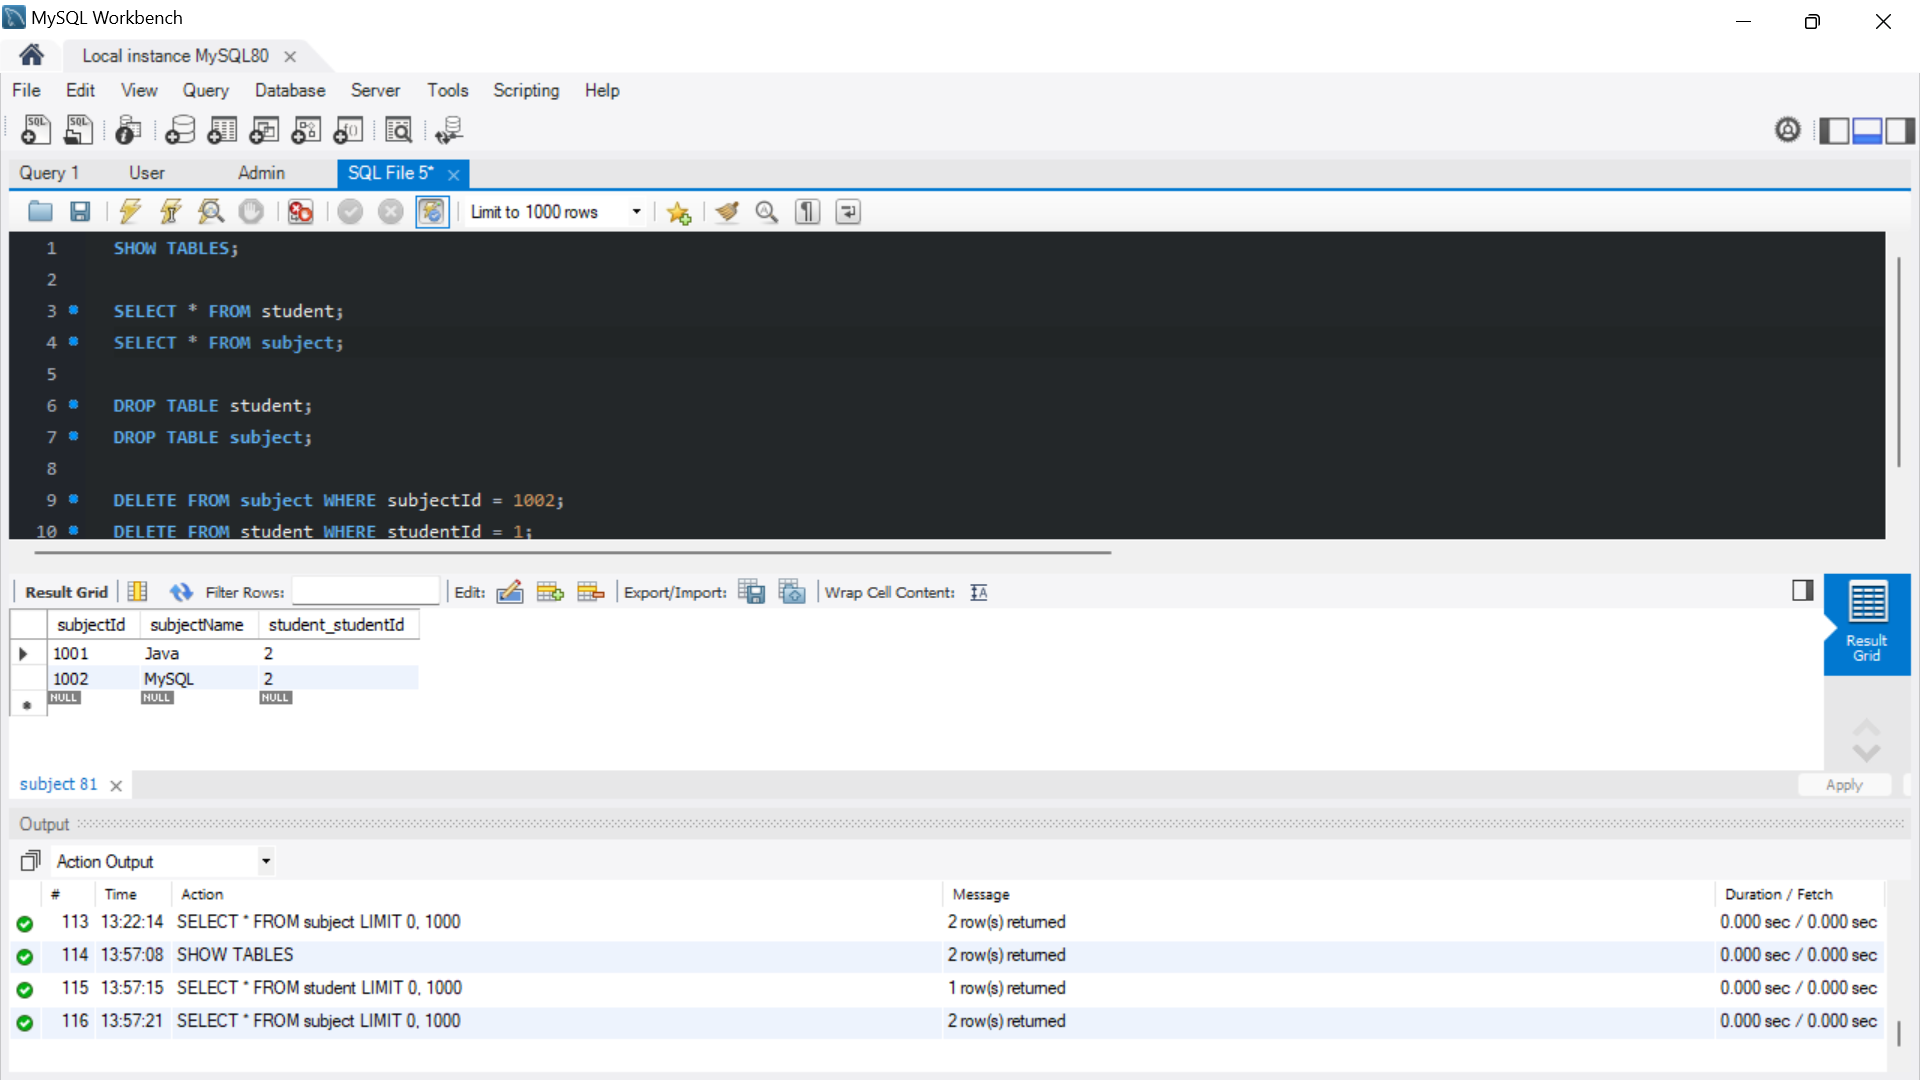 MySQL Workbench
Local instance MySQL80
File Edit View Query Database Server Tools Scripting Help
Query 1 User Admin SQL File 5*
Limit to 1000 rows
1 SHOW TABLES;
2
3 SELECT * FROM student;
4 SELECT * FROM subject;
5
6 DROP TABLE student;
7 DROP TABLE subject;
8
9 DELETE FROM subject WHERE subjectId = 1002;
10 DELETE FROM student WHERE studentId = 1;
Result Grid Filter Rows: Edit: Export/Import: Wrap Cell Content:
subjectId subjectName student_studentId
1001 Java 2
1002 MySQL 2
NULL NULL NULL
Result
Grid
subject 81
Apply
Output
Action Output
# Time Action Message Duration / Fetch
113 13:22:14 SELECT * FROM subject LIMIT 0, 1000 2 row(s) returned 0.000 sec / 0.000 sec
114 13:57:08 SHOW TABLES 2 row(s) returned 0.000 sec / 0.000 sec
115 13:57:15 SELECT * FROM student LIMIT 0, 1000 1 row(s) returned 0.000 sec / 0.000 sec
116 13:57:21 SELECT * FROM subject LIMIT 0, 1000 2 row(s) returned 0.000 sec / 0.000 sec